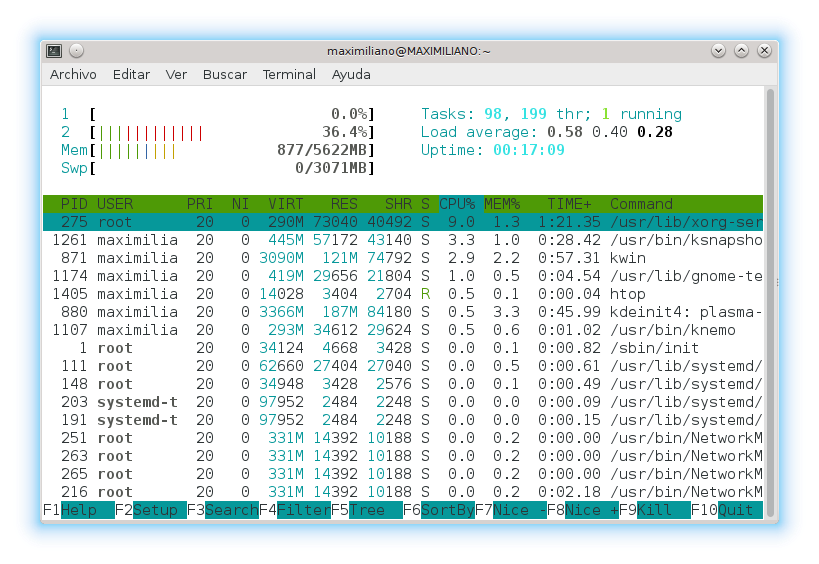 maximiliano@MAXIMILIANO:~
Archivo Editar Ver Buscar Terminal Ayuda
1 [ 0.0%] Tasks: 98, 199 thr; 1 running
2 [|||||||||||| 36.4%] Load average: 0.58 0.40 0.28
Mem[||||||||| 877/5622MB] Uptime: 00:17:09
Swp[ 0/3071MB]
PID USER PRI NI VIRT RES SHR S CPU% MEM% TIME+ Command
275 root 20 0 290M 73040 40492 S 9.0 1.3 1:21.35 /usr/lib/xorg-ser
1261 maximilia 20 0 445M 57172 43140 S 3.3 1.0 0:28.42 /usr/bin/ksnapsho
871 maximilia 20 0 3090M 121M 74792 S 2.9 2.2 0:57.31 kwin
1174 maximilia 20 0 419M 29656 21804 S 1.0 0.5 0:04.54 /usr/lib/gnome-te
1405 maximilia 20 0 14028 3404 2704 R 0.5 0.1 0:00.04 htop
880 maximilia 20 0 3366M 187M 84180 S 0.5 3.3 0:45.99 kdeinit4: plasma-
1107 maximilia 20 0 293M 34612 29624 S 0.5 0.6 0:01.02 /usr/bin/knemo
1 root 20 0 34124 4668 3428 S 0.0 0.1 0:00.82 /sbin/init
111 root 20 0 62660 27404 27040 S 0.0 0.5 0:00.61 /usr/lib/systemd/
148 root 20 0 34948 3428 2576 S 0.0 0.1 0:00.49 /usr/lib/systemd/
203 systemd-t 20 0 97952 2484 2248 S 0.0 0.0 0:00.09 /usr/lib/systemd/
191 systemd-t 20 0 97952 2484 2248 S 0.0 0.0 0:00.15 /usr/lib/systemd/
251 root 20 0 331M 14392 10188 S 0.0 0.2 0:00.00 /usr/bin/NetworkM
263 root 20 0 331M 14392 10188 S 0.0 0.2 0:00.00 /usr/bin/NetworkM
265 root 20 0 331M 14392 10188 S 0.0 0.2 0:00.00 /usr/bin/NetworkM
216 root 20 0 331M 14392 10188 S 0.0 0.2 0:02.18 /usr/bin/NetworkM
F1Help F2Setup F3SearchF4FilterF5Tree F6SortByF7Nice -F8Nice +F9Kill F10Quit